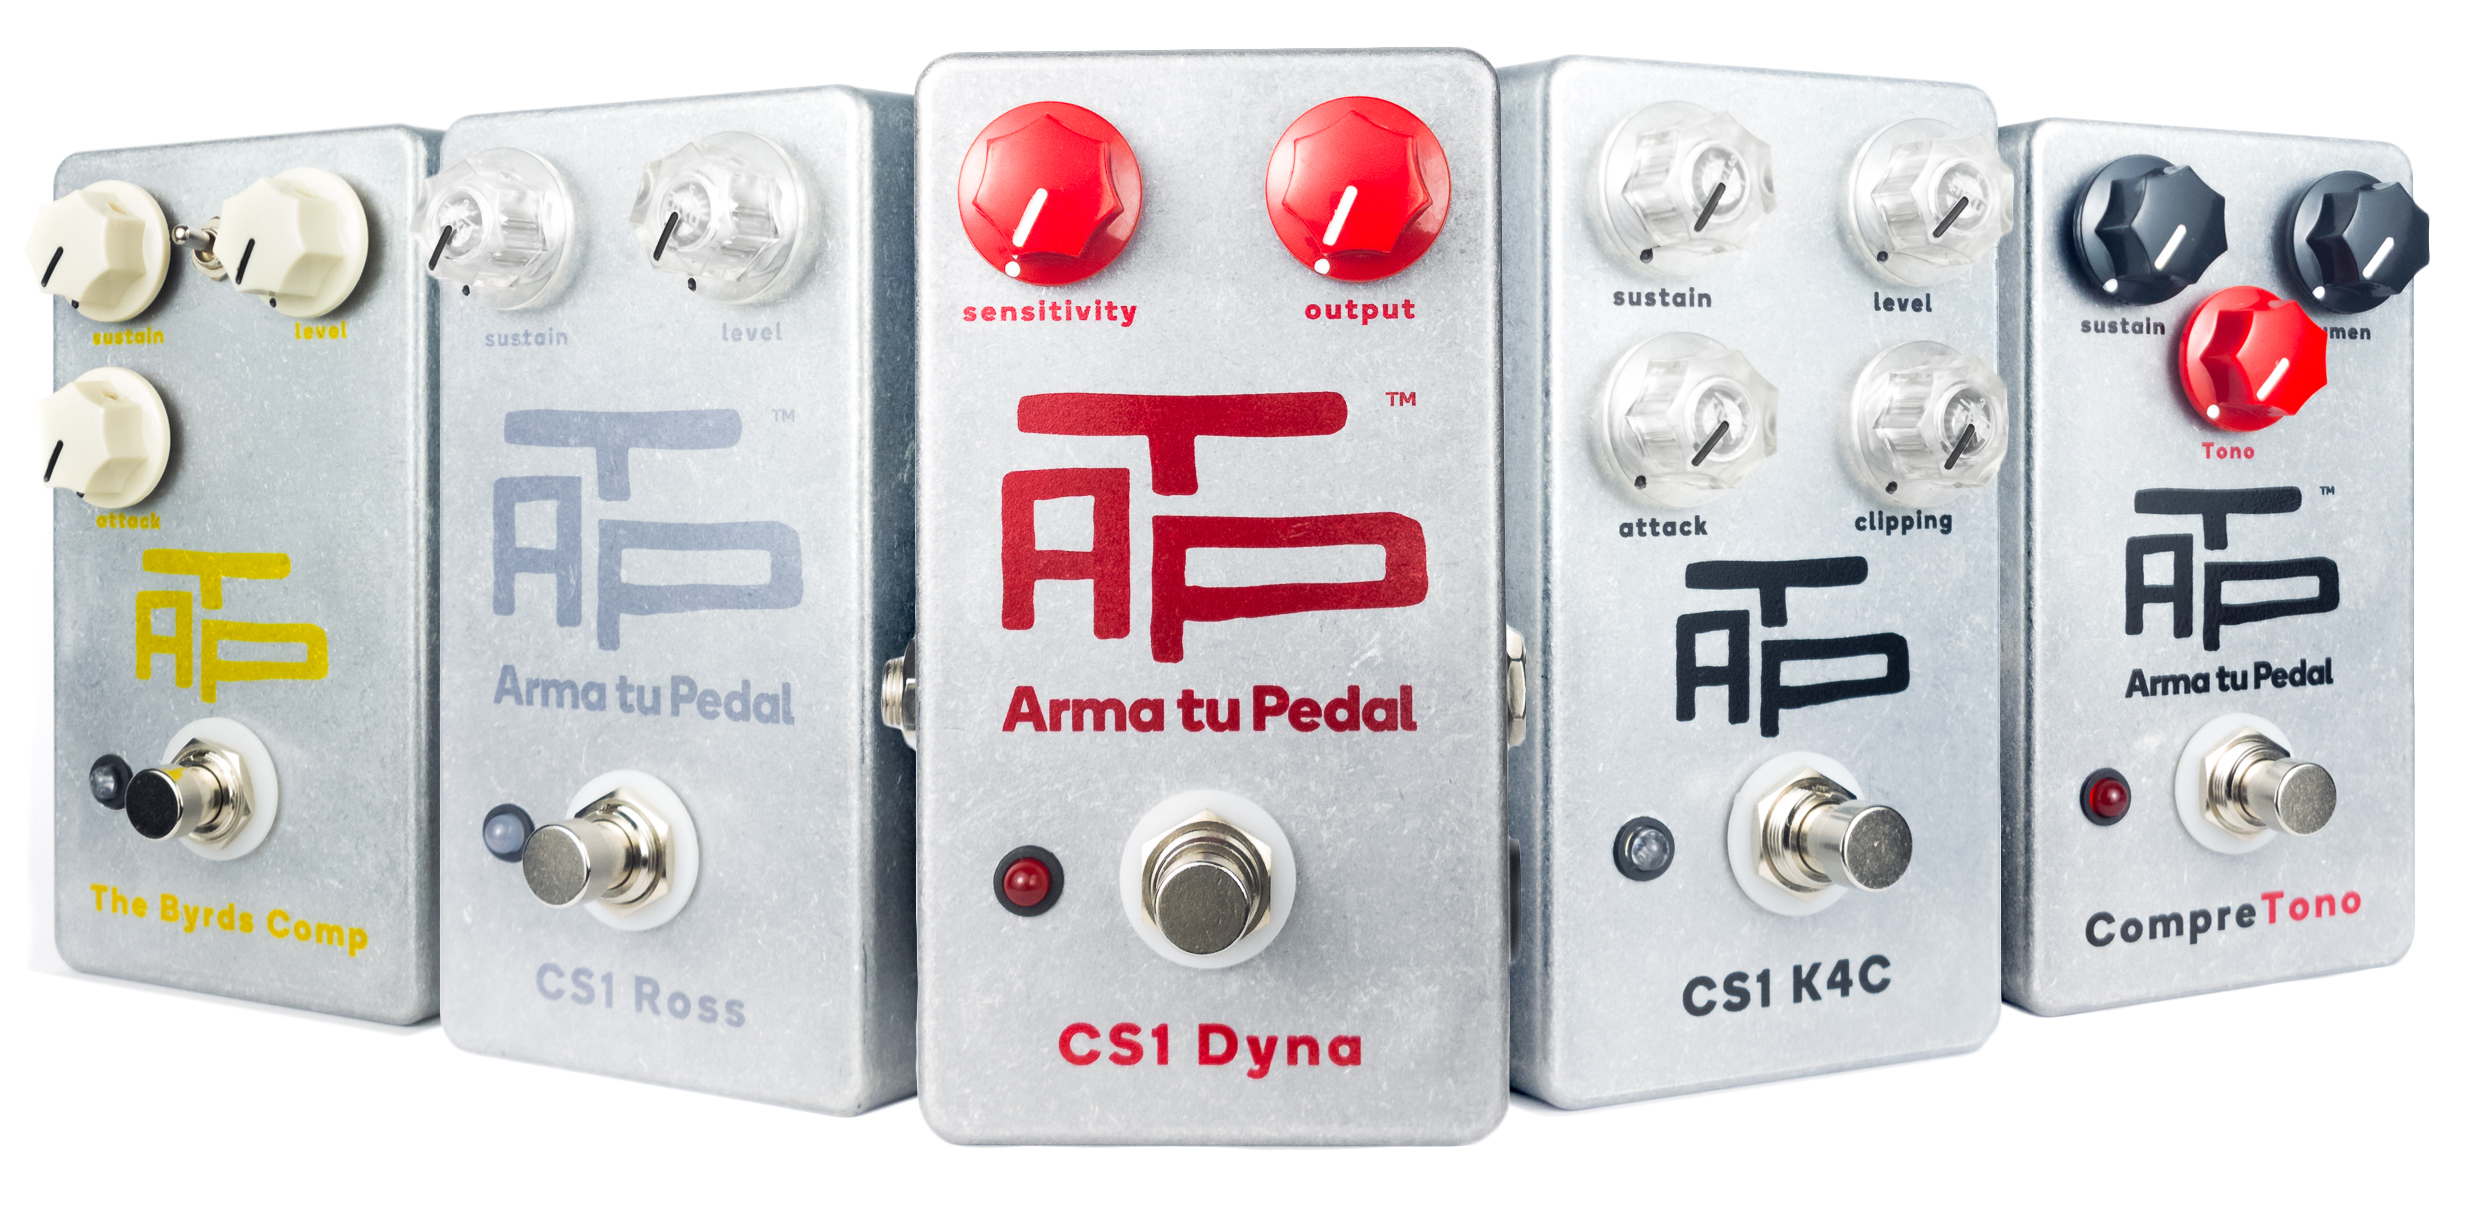 sustain
level
attack
ATP
The Byrds Comp
sustain
level
ATP
TM
Arma tu Pedal
CS1 Ross
sensitivity
output
ATP
TM
Arma tu Pedal
CS1 Dyna
sustain
level
attack
clipping
ATP
CS1 K4C
sustain
Tono
ATP
TM
Arma tu Pedal
CompreTono